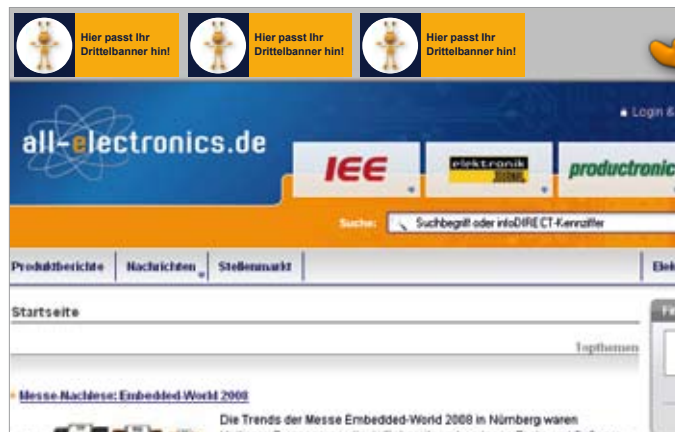 Hier passt Ihr
Drittelbanner hin!
Hier passt Ihr
Drittelbanner hin!
Hier passt Ihr
Drittelbanner hin!
Login &
all-electronics.de
IEE
elektronik
JOURNAL
productronic
Suche:
Suchbegriff oder infoDIRECT-Kennziffer
Produktberichte
Nachrichten
Stellenmarkt
Elek
Startseite
Topthemen
Messe-Nachlese: Embedded-World 2008
Die Trends der Messe Embedded-World 2008 in Nürnberg waren